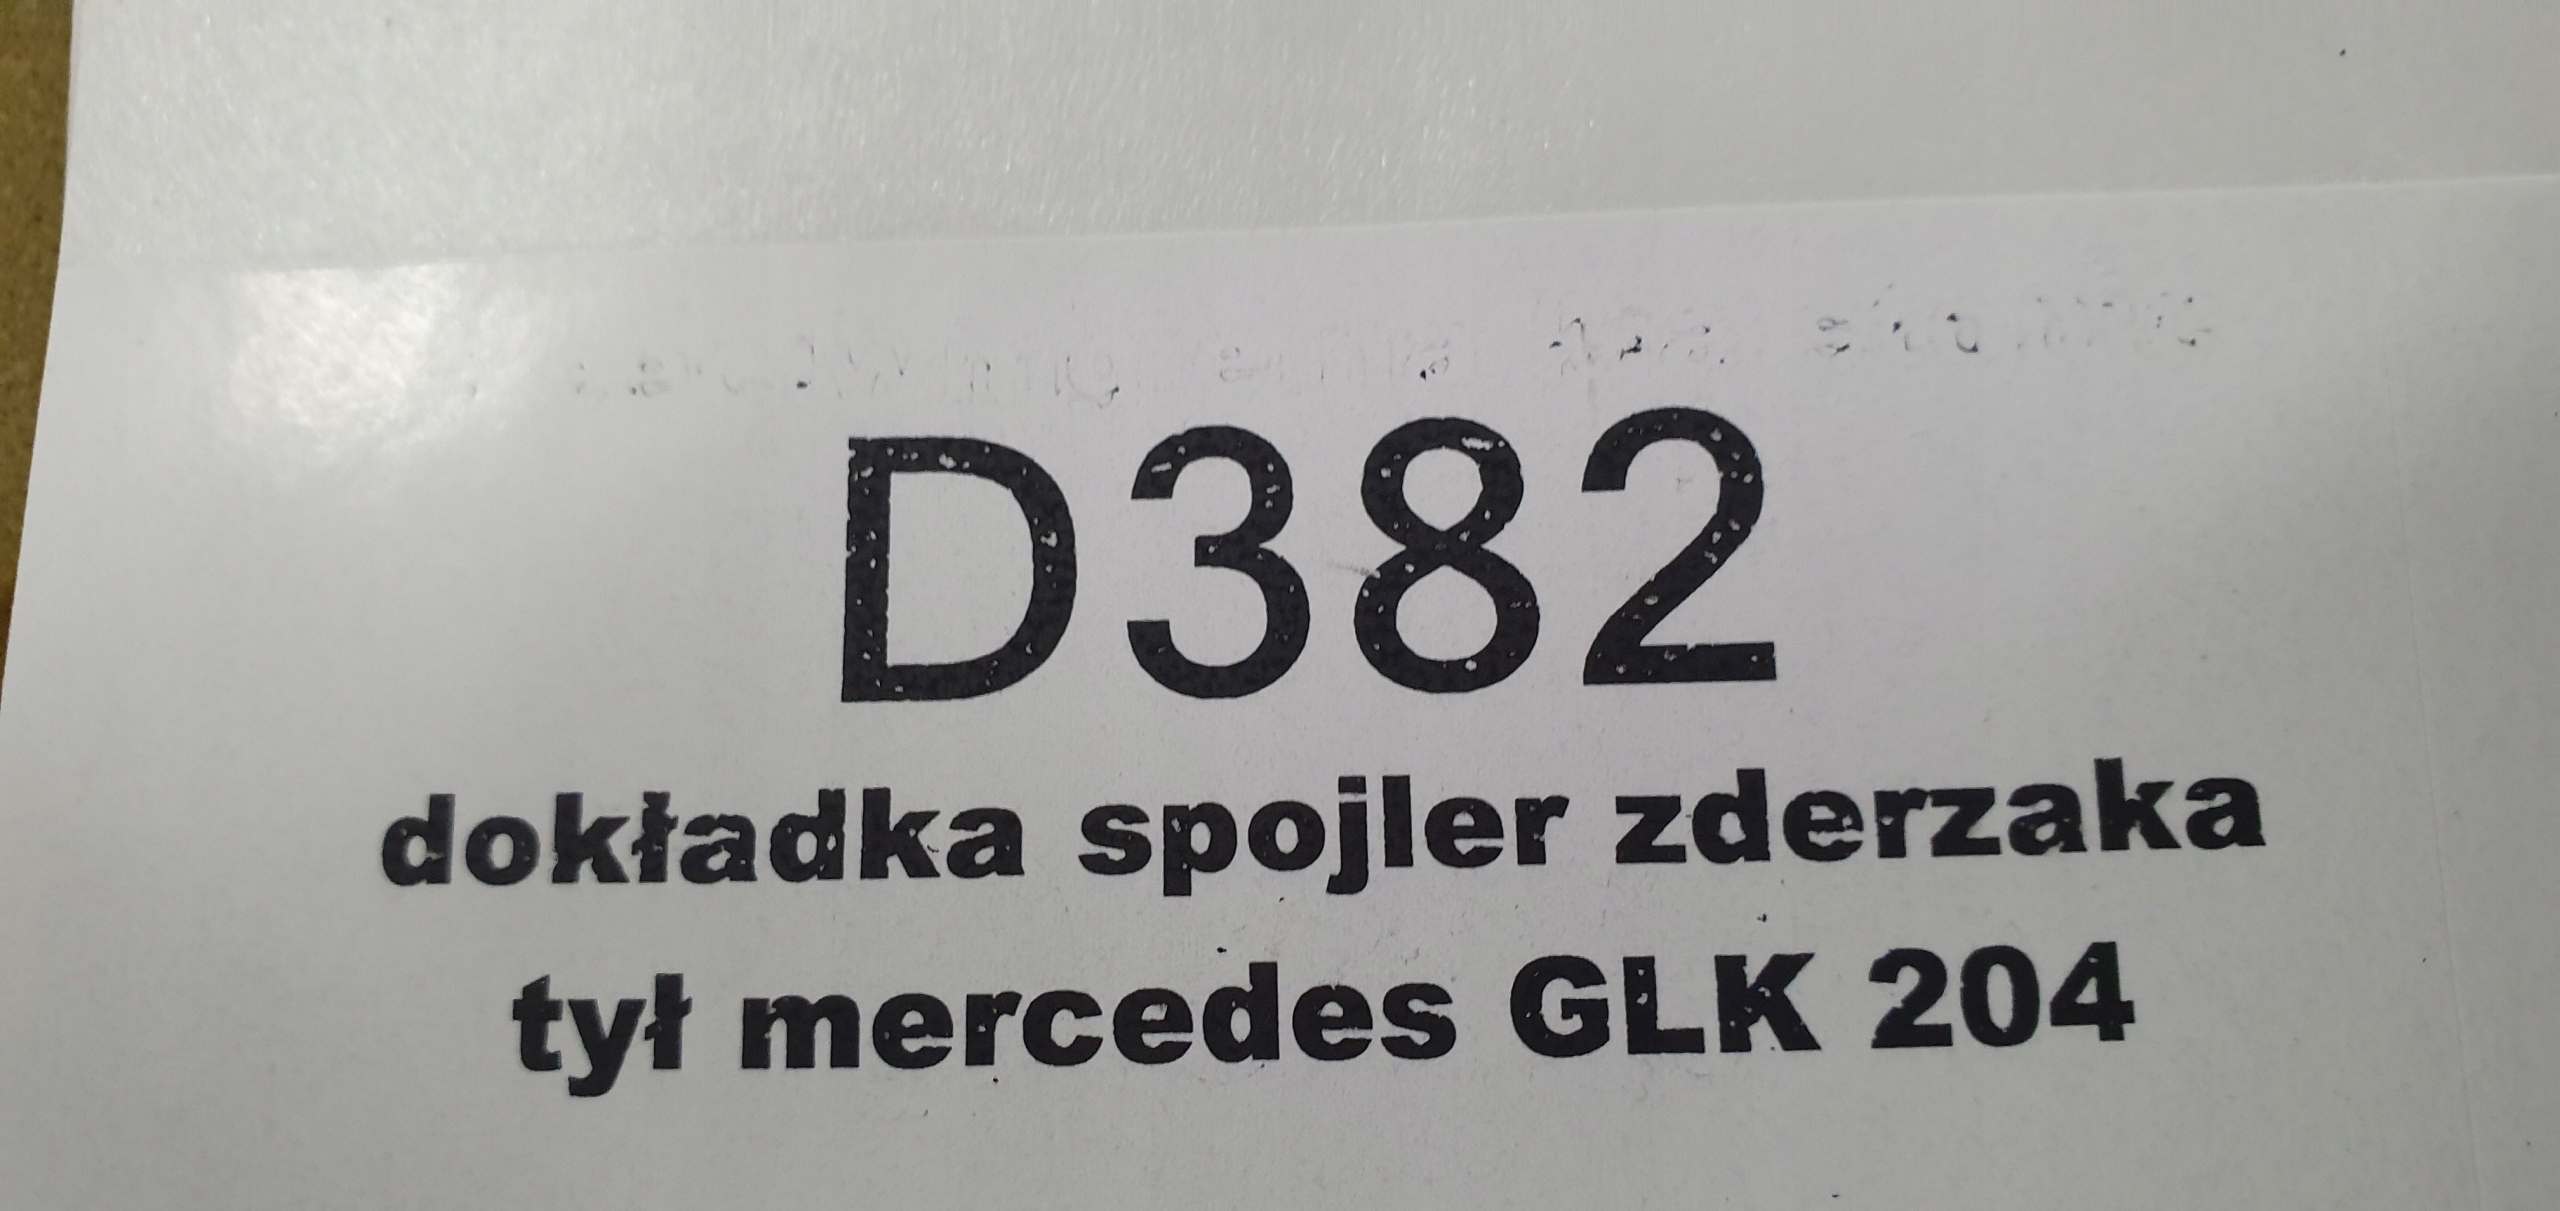 D382
dokładka spojler zderzaka
tył mercedes GLK 204